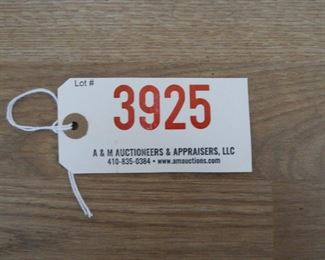 Lot #
3925
A & M AUCTIONEERS & APPRAISERS, LLC
410-835-0384 • www.amauctions.com